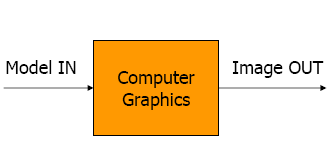 Model IN
Computer
Graphics
Image OUT